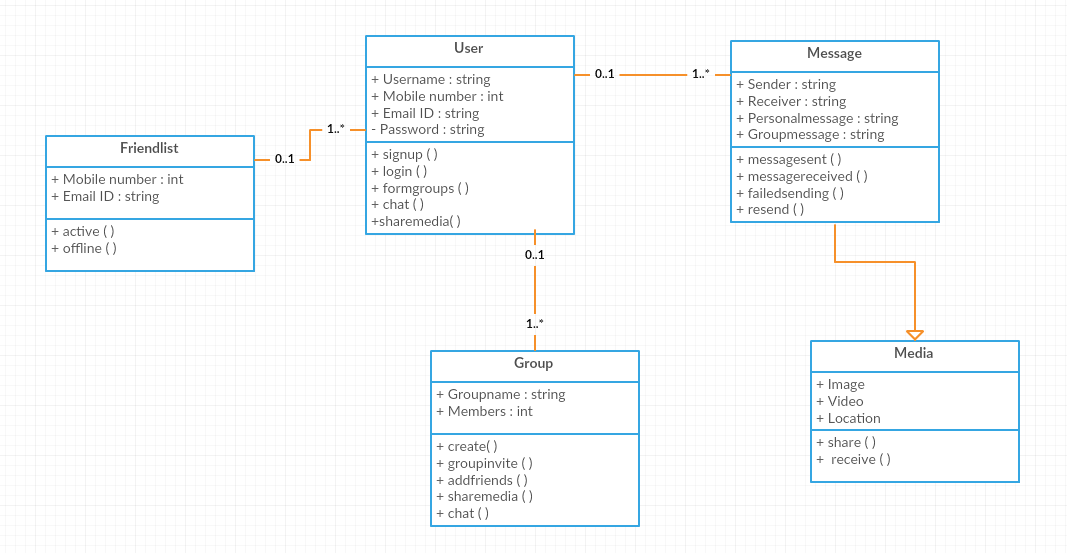 User
+ Username : string
+ Mobile number : int
+ Email ID : string
- Password : string
+ signup ( )
+ login ( )
+ formgroups ( )
+ chat ( )
+sharemedia( )
0..1
1..*
Message
+ Sender : string
+ Receiver : string
+ Personalmessage : string
+ Groupmessage : string
+ messagesent ( )
+ messagereceived ( )
+ failedsending ( )
+ resend ( )
1..*
0..1
Friendlist
+ Mobile number : int
+ Email ID : string
+ active ( )
+ offline ( )
0..1
1..*
Group
+ Groupname : string
+ Members : int
+ create( )
+ groupinvite ( )
+ addfriends ( )
+ sharemedia ( )
+ chat ( )
Media
+ Image
+ Video
+ Location
+ share ( )
+  receive ( )